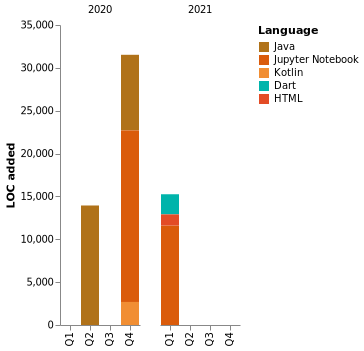 2020
2021
LOC added
35,000
30,000
25,000
20,000
15,000
10,000
5,000
0
Q1
Q2
Q3
Q4
Q1
Q2
Q3
Q4
Language
Java
Jupyter Notebook
Kotlin
Dart
HTML